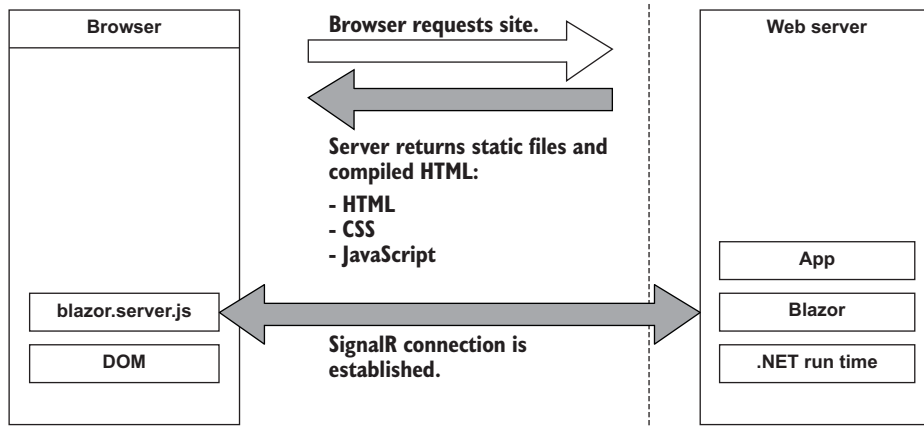 Browser
Browser requests site.
Web server
Server returns static files and
compiled HTML:
- HTML
- CSS
- JavaScript
App
blazor.server.js
Blazor
SignalR connection is
established.
DOM
.NET run time